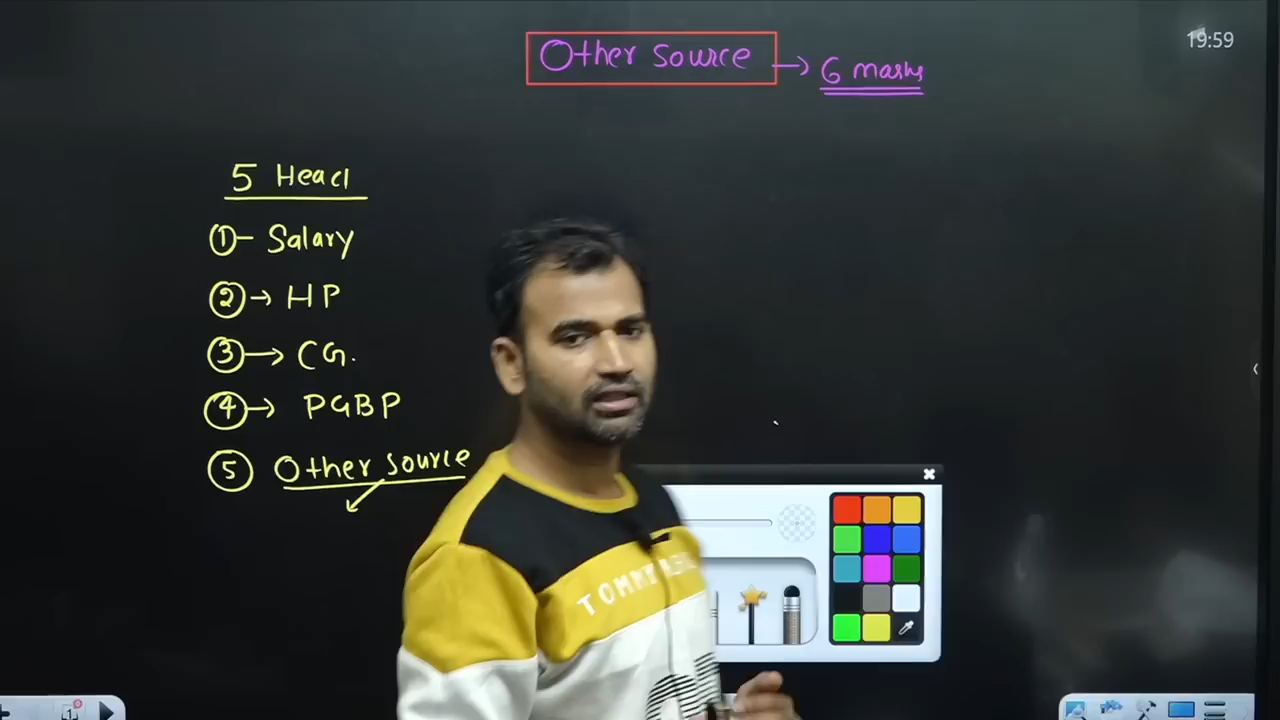 Other Source → 6 marks
19:59
5 Head
① - Salary
② → HP
③ → CG.
④ → PGBP
⑤ Other source
TOMMY